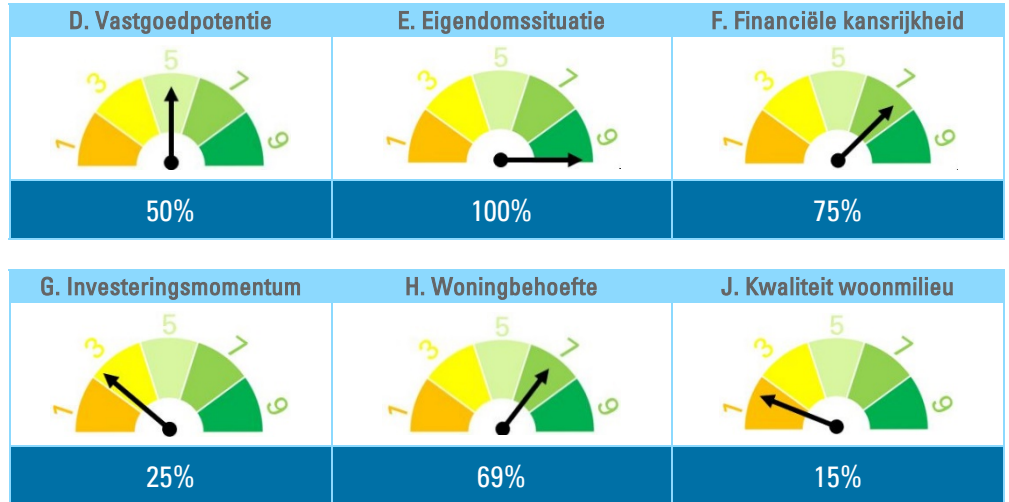 D. Vastgoedpotentie E. Eigendomssituatie F. Financiële kansrijkheid
1 3 5 7 9 1 3 5 7 9 1 3 5 7 9
50% 100% 75%
G. Investeringsmomentum H. Woningbehoefte J. Kwaliteit woonmilieu
1 3 5 7 9 1 3 5 7 9 1 3 5 7 9
25% 69% 15%